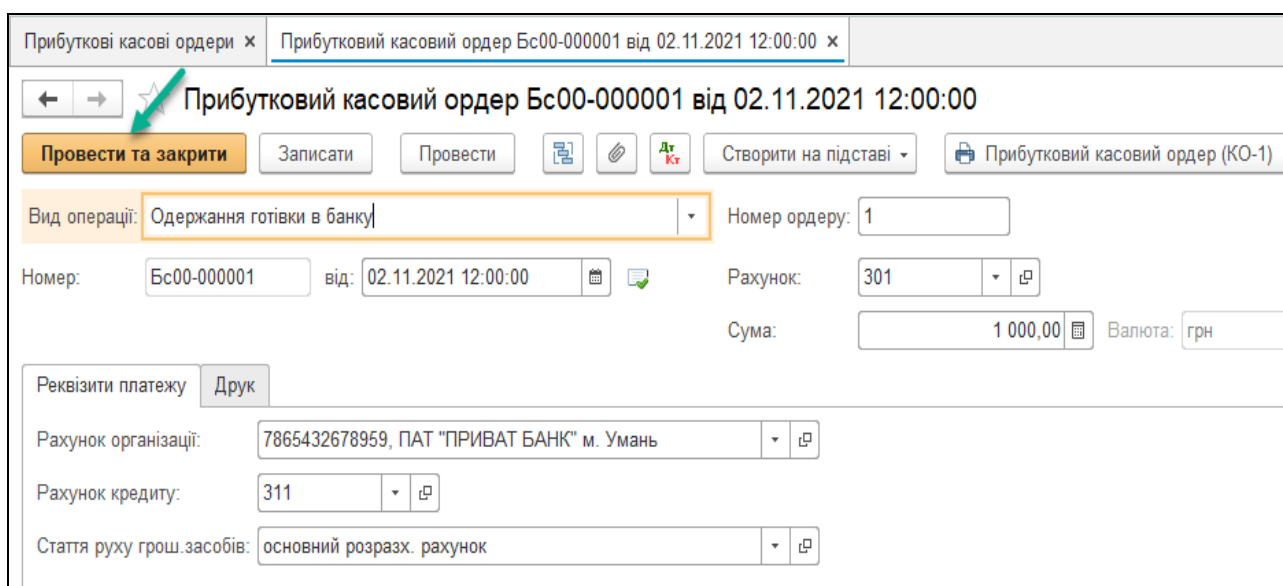 Прибуткові касові ордери × Прибутковий касовий ордер Бс00-000001 від 02.11.2021 12:00:00 ×
Прибутковий касовий ордер Бс00-000001 від 02.11.2021 12:00:00
Провести та закрити Записати Провести Дт Кт Створити на підставі Прибутковий касовий ордер (КО-1)
Вид операції: Одержання готівки в банку Номер ордеру: 1
Номер: Бс00-000001 від: 02.11.2021 12:00:00 Рахунок: 301
Сума: 1 000,00 Валюта: грн
Реквізити платежу Друк
Рахунок організації: 7865432678959, ПАТ "ПРИВАТ БАНК" м. Умань
Рахунок кредиту: 311
Стаття руху грош.засобів: основний розразх. рахунок